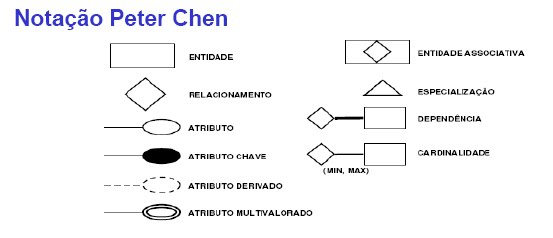 Notação Peter Chen
ENTIDADE
RELACIONAMENTO
ATRIBUTO
ATRIBUTO CHAVE
ATRIBUTO DERIVADO
ATRIBUTO MULTIVALORADO
ENTIDADE ASSOCIATIVA
ESPECIALIZAÇÃO
DEPENDÊNCIA
CARDINALIDADE
(MIN, MAX)